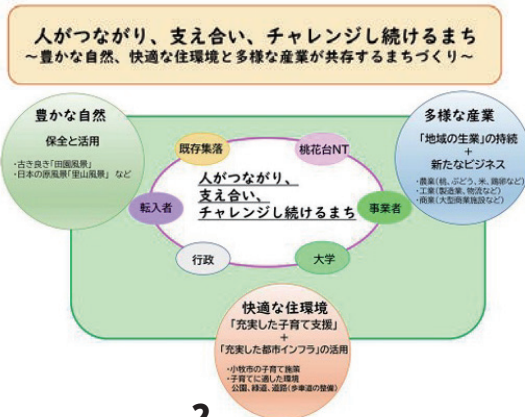 人がつながり、支え合い、チャレンジし続けるまち
～豊かな自然、快適な住環境と多様な産業が共存するまちづくり～
豊かな自然
保全と活用
・古き良き「田園風景」
・日本の原風景「里山風景」 など
多様な産業
「地域の生業」の持続
+
新たなビジネス
・農業(桃、ぶどう、米、鶏卵など)
・工業(製造業、物流など)
・商業(大型商業施設など)
既存集落
桃花台NT
人がつながり、
支え合い、
チャレンジし続けるまち
転入者
事業者
行政
大学
快適な住環境
「充実した子育て支援」
+
「充実した都市インフラ」の活用
・小牧市の子育て施策
・子育てに適した環境
公園、緑道、道路(歩車道の整備)
2